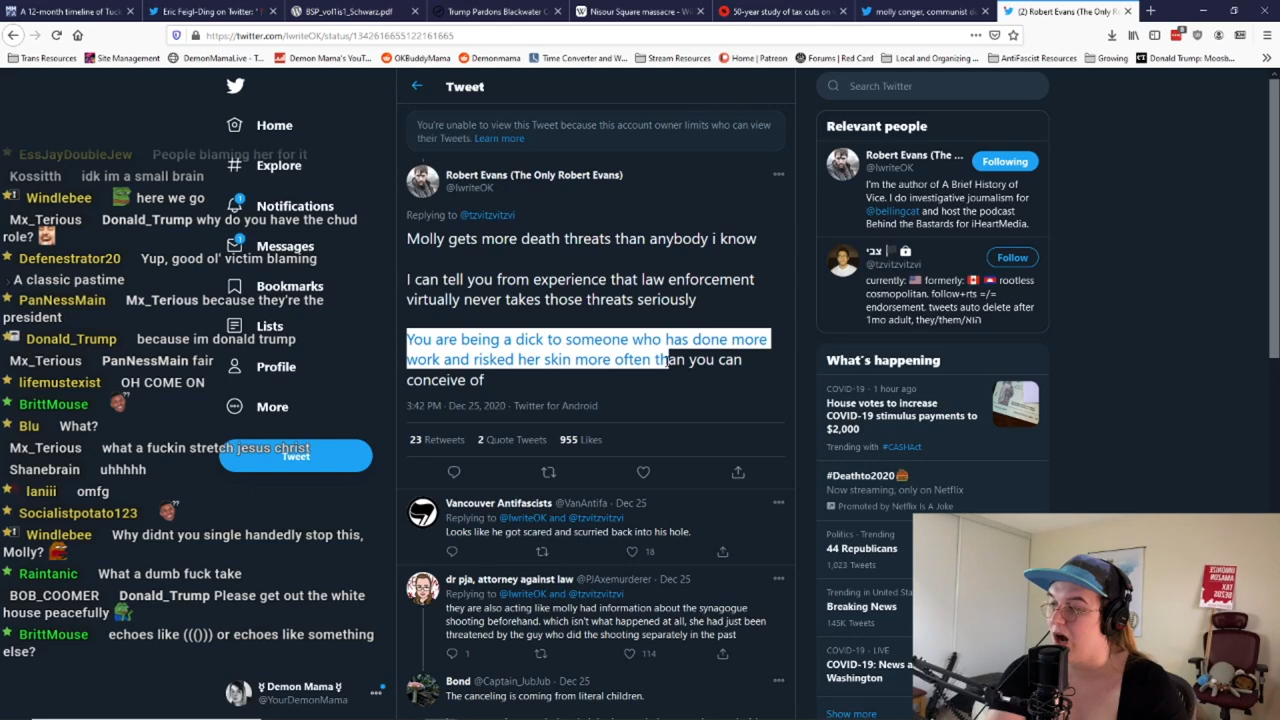 A 12-month timeline of Tuck
Eric Feigl-Ding on Twitter: "
BSP_vol1is1_Schwarz.pdf
Trump Pardons Blackwater C
Nisour Square massacre - Wi
50-year study of tax cuts on
molly conger, communist d
(2) Robert Evans (The Only Ro
https://twitter.com/IwriteOK/status/1342616655122161665
Trans Resources
Site Management
DemonMamaLive - T...
Demon Mama's YouT...
OKBuddyMama
Demonmama
Time Converter and W...
Stream Resources
Home | Patreon
Forums | Red Card
Local and Organizing ...
AntiFascist Resources
Growing
Donald Trump: Moosb...
Home
Explore
Notifications
Messages
Bookmarks
Lists
Profile
More
Tweet
☿ Demon Mama ☿
@YourDemonMama
EssJayDoubleJew People blaming her for it
Kossitth idk im a small brain
Windlebee here we go
Mx_Terious Donald_Trump why do you have the chud
role?
Defenestrator20 Yup, good ol' victim blaming
A classic pastime
PanNessMain Mx_Terious because they're the
president
Donald_Trump because im donald trump
Mx_Terious PanNessMain fair
lifemustexist OH COME ON
BrittMouse
Blu What?
Mx_Terious what a fuckin stretch jesus christ
Shanebrain uhhhhh
laniii omfg
Socialistpotato123
Windlebee Why didnt you single handedly stop this,
Molly?
Raintanic What a dumb fuck take
BOB_COOMER Donald_Trump Please get out the white
house peacefully
BrittMouse echoes like ((())) or echoes like something
else?
Tweet
You're unable to view this Tweet because this account owner limits who can view
their Tweets. Learn more
Robert Evans (The Only Robert Evans)
@IwriteOK
Replying to @tzvitzvitzvi
Molly gets more death threats than anybody i know
I can tell you from experience that law enforcement
virtually never takes those threats seriously
You are being a dick to someone who has done more
work and risked her skin more often than you can
conceive of
3:42 PM · Dec 25, 2020 · Twitter for Android
23 Retweets 2 Quote Tweets 955 Likes
Vancouver Antifascists @VanAntifa · Dec 25
Replying to @IwriteOK and @tzvitzvitzvi
Looks like he got scared and scurried back into his hole.
18
dr pja, attorney against law @PJAxemurderer · Dec 25
Replying to @IwriteOK and @tzvitzvitzvi
they are also acting like molly had information about the synagogue
shooting beforehand. which isn't what happened at all, she had just been
threatened by the guy who did the shooting separately in the past
1 114
Bond @Captain_JubJub · Dec 25
The canceling is coming from literal children.
Search Twitter
Relevant people
Robert Evans (The ...
@IwriteOK
Following
I'm the author of A Brief History of
Vice. I do investigative journalism for
@bellingcat and host the podcast
Behind the Bastards for iHeartMedia.
צבי
@tzvitzvitzvi
Follow
currently: 🇺🇸 formerly: 🇨🇦 🇰🇭 rootless
cosmopolitan. follow+rts =/=
endorsement. tweets auto delete after
1mo adult, they/them/הוא
What's happening
COVID-19 · 1 hour ago
House votes to increase
COVID-19 stimulus payments to
$2,000
Trending with #CASHAct
#Deathto2020
Now streaming, only on Netflix
Promoted by Netflix Is A Joke
Politics · Trending
44 Republicans
1,023 Tweets
Trending in United Sta
Breaking News
145K Tweets
COVID-19 · LIVE
COVID-19: News a
Washington
Show more